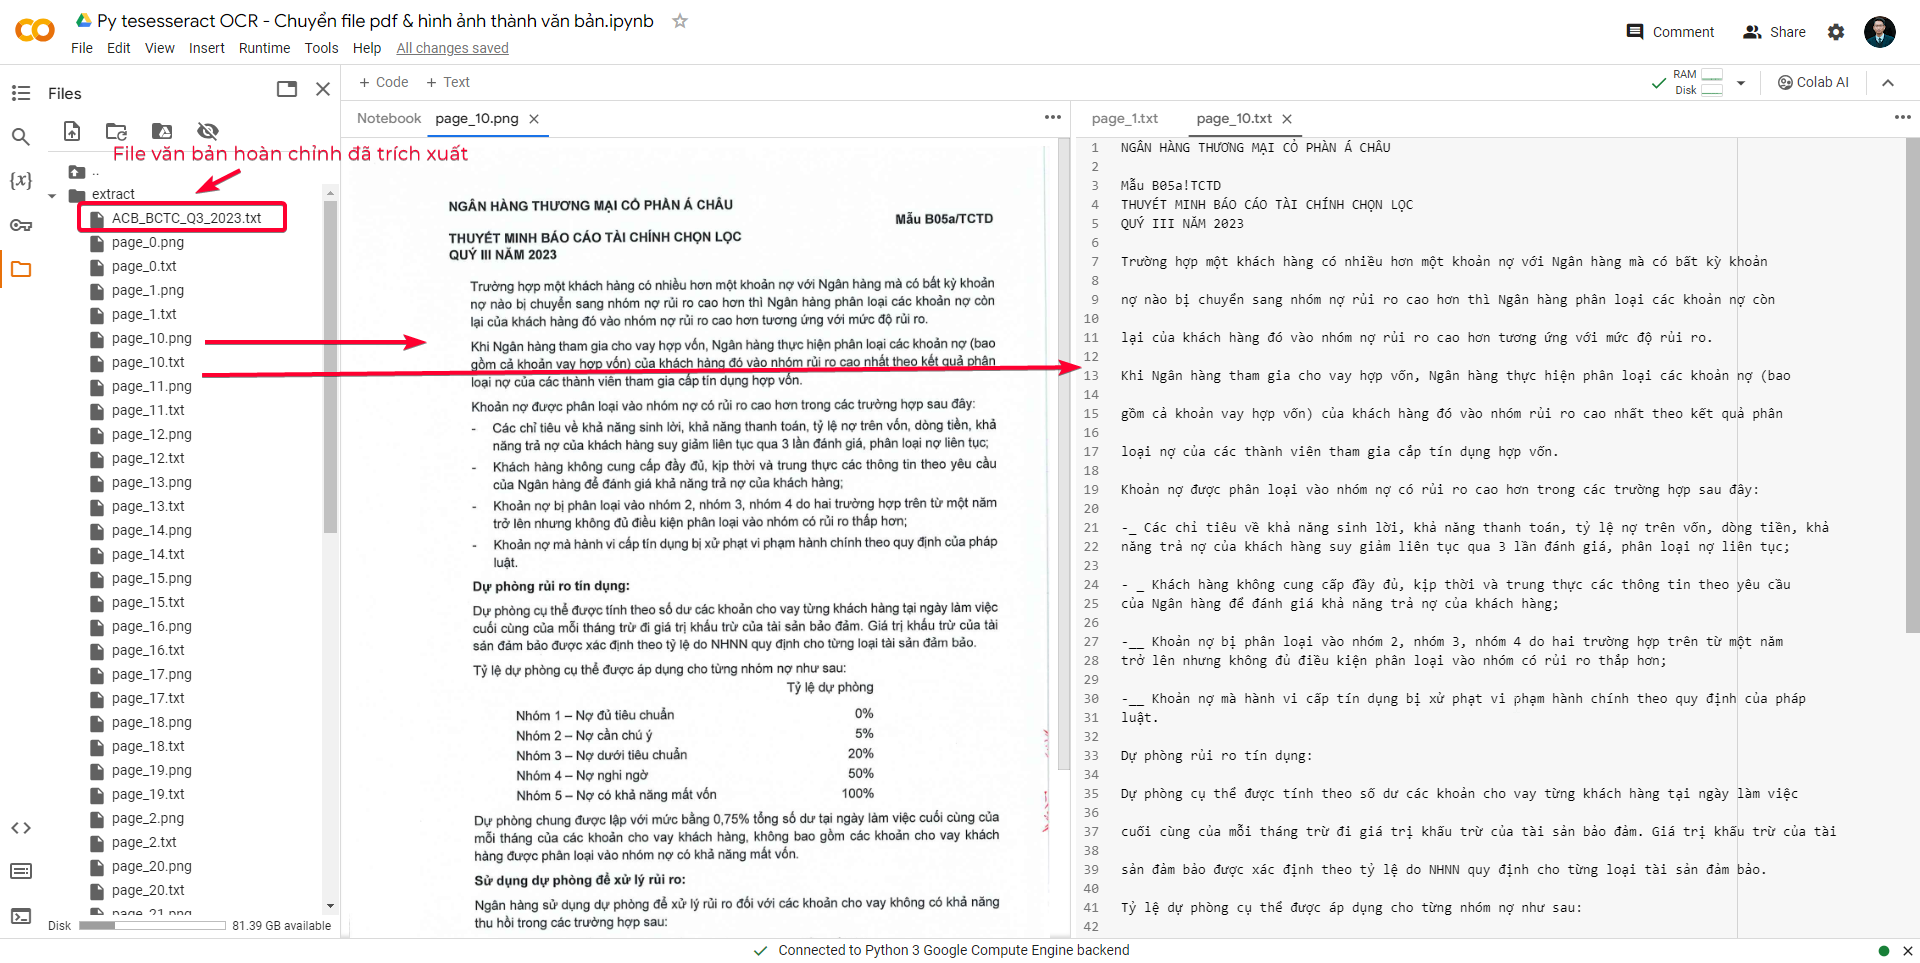 Py tesesseract OCR - Chuyển file pdf & hình ảnh thành văn bản.ipynb
File Edit View Insert Runtime Tools Help All changes saved
Comment Share
Files
+ Code + Text
RAM
Disk
Colab AI
File văn bản hoàn chỉnh đã trích xuất
..
extract
ACB_BCTC_Q3_2023.txt
page_0.png
page_0.txt
page_1.png
page_1.txt
page_10.png
page_10.txt
page_11.png
page_11.txt
page_12.png
page_12.txt
page_13.png
page_13.txt
page_14.png
page_14.txt
page_15.png
page_15.txt
page_16.png
page_16.txt
page_17.png
page_17.txt
page_18.png
page_18.txt
page_19.png
page_19.txt
page_2.png
page_2.txt
page_20.png
page_20.txt
page_21.png
Disk 81.39 GB available
Notebook page_10.png
NGÂN HÀNG THƯƠNG MẠI CỔ PHẦN Á CHÂU
Mẫu B05a/TCTD
THUYẾT MINH BÁO CÁO TÀI CHÍNH CHỌN LỌC
QUÝ III NĂM 2023
Trường hợp một khách hàng có nhiều hơn một khoản nợ với Ngân hàng mà có bất kỳ khoản
nợ nào bị chuyển sang nhóm nợ rủi ro cao hơn thì Ngân hàng phân loại các khoản nợ còn
lại của khách hàng đó vào nhóm nợ rủi ro cao hơn tương ứng với mức độ rủi ro.
Khi Ngân hàng tham gia cho vay hợp vốn, Ngân hàng thực hiện phân loại các khoản nợ (bao
gồm cả khoản vay hợp vốn) của khách hàng đó vào nhóm rủi ro cao nhất theo kết quả phân
loại nợ của các thành viên tham gia cấp tín dụng hợp vốn.
Khoản nợ được phân loại vào nhóm nợ có rủi ro cao hơn trong các trường hợp sau đây:
- Các chỉ tiêu về khả năng sinh lời, khả năng thanh toán, tỷ lệ nợ trên vốn, dòng tiền, khả
năng trả nợ của khách hàng suy giảm liên tục qua 3 lần đánh giá, phân loại nợ liên tục;
- Khách hàng không cung cấp đầy đủ, kịp thời và trung thực các thông tin theo yêu cầu
của Ngân hàng để đánh giá khả năng trả nợ của khách hàng;
- Khoản nợ bị phân loại vào nhóm 2, nhóm 3, nhóm 4 do hai trường hợp trên từ một năm
trở lên nhưng không đủ điều kiện phân loại vào nhóm có rủi ro thấp hơn;
- Khoản nợ mà hành vi cấp tín dụng bị xử phạt vi phạm hành chính theo quy định của pháp
luật.
Dự phòng rủi ro tín dụng:
Dự phòng cụ thể được tính theo số dư các khoản cho vay từng khách hàng tại ngày làm việc
cuối cùng của mỗi tháng trừ đi giá trị khấu trừ của tài sản bảo đảm. Giá trị khấu trừ của tài
sản đảm bảo được xác định theo tỷ lệ do NHNN quy định cho từng loại tài sản đảm bảo.
Tỷ lệ dự phòng cụ thể được áp dụng cho từng nhóm nợ như sau:
Tỷ lệ dự phòng
Nhóm 1 – Nợ đủ tiêu chuẩn 0%
Nhóm 2 – Nợ cần chú ý 5%
Nhóm 3 – Nợ dưới tiêu chuẩn 20%
Nhóm 4 – Nợ nghi ngờ 50%
Nhóm 5 – Nợ có khả năng mất vốn 100%
Dự phòng chung được lập với mức bằng 0,75% tổng số dư tại ngày làm việc cuối cùng của
mỗi tháng của các khoản cho vay khách hàng, không bao gồm các khoản cho vay khách
hàng được phân loại vào nhóm nợ có khả năng mất vốn.
Sử dụng dự phòng để xử lý rủi ro:
Ngân hàng sử dụng dự phòng để xử lý rủi ro đối với các khoản cho vay không có khả năng
thu hồi trong các trường hợp sau:
page_1.txt page_10.txt
1 NGÂN HÀNG THƯƠNG MẠI CỔ PHẦN Á CHÂU
2
3 Mẫu B05a!TCTD
4 THUYẾT MINH BÁO CÁO TÀI CHÍNH CHỌN LỌC
5 QUÝ III NĂM 2023
6
7 Trường hợp một khách hàng có nhiều hơn một khoản nợ với Ngân hàng mà có bất kỳ khoản
8
9 nợ nào bị chuyển sang nhóm nợ rủi ro cao hơn thì Ngân hàng phân loại các khoản nợ còn
10
11 lại của khách hàng đó vào nhóm nợ rủi ro cao hơn tương ứng với mức độ rủi ro.
12
13 Khi Ngân hàng tham gia cho vay hợp vốn, Ngân hàng thực hiện phân loại các khoản nợ (bao
14
15 gồm cả khoản vay hợp vốn) của khách hàng đó vào nhóm rủi ro cao nhất theo kết quả phân
16
17 loại nợ của các thành viên tham gia cấp tín dụng hợp vốn.
18
19 Khoản nợ được phân loại vào nhóm nợ có rủi ro cao hơn trong các trường hợp sau đây:
20
21 -_ Các chỉ tiêu về khả năng sinh lời, khả năng thanh toán, tỷ lệ nợ trên vốn, dòng tiền, khả
22 năng trả nợ của khách hàng suy giảm liên tục qua 3 lần đánh giá, phân loại nợ liên tục;
23
24 - _ Khách hàng không cung cấp đầy đủ, kịp thời và trung thực các thông tin theo yêu cầu
25 của Ngân hàng để đánh giá khả năng trả nợ của khách hàng;
26
27 -__ Khoản nợ bị phân loại vào nhóm 2, nhóm 3, nhóm 4 do hai trường hợp trên từ một năm
28 trở lên nhưng không đủ điều kiện phân loại vào nhóm có rủi ro thấp hơn;
29
30 -__ Khoản nợ mà hành vi cấp tín dụng bị xử phạt vi phạm hành chính theo quy định của pháp
31 luật.
32
33 Dự phòng rủi ro tín dụng:
34
35 Dự phòng cụ thể được tính theo số dư các khoản cho vay từng khách hàng tại ngày làm việc
36
37 cuối cùng của mỗi tháng trừ đi giá trị khấu trừ của tài sản bảo đảm. Giá trị khấu trừ của tài
38
39 sản đảm bảo được xác định theo tỷ lệ do NHNN quy định cho từng loại tài sản đảm bảo.
40
41 Tỷ lệ dự phòng cụ thể được áp dụng cho từng nhóm nợ như sau:
42
Connected to Python 3 Google Compute Engine backend